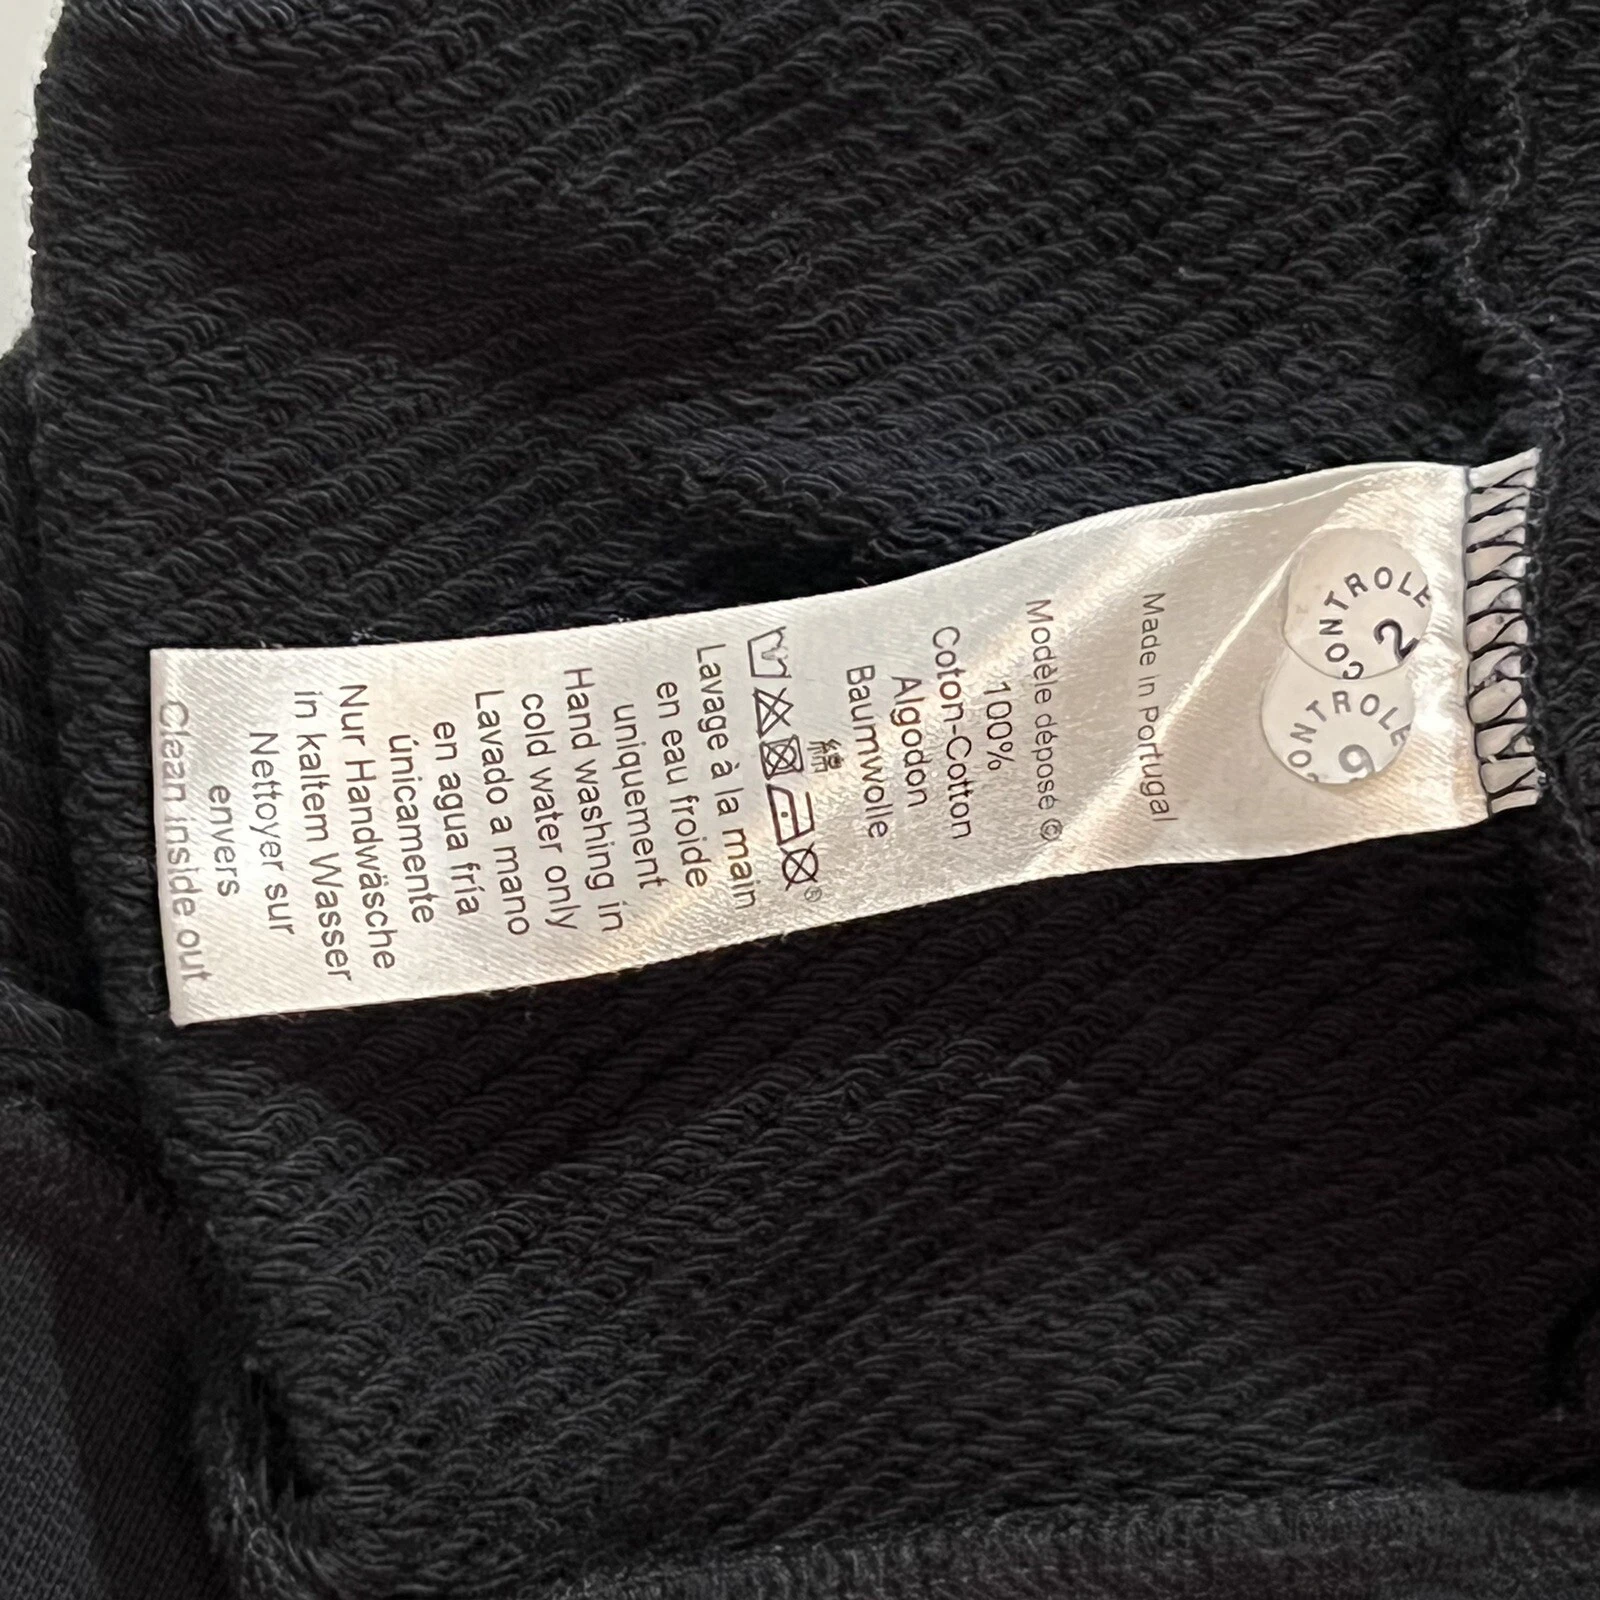 CONTROLE
2
CONTROLE
9
Made in Portugal
Modèle déposé ©
100%
Coton-Cotton
Algodon
Baumwolle
綿
Lavage à la main
en eau froide
uniquement
Hand washing in
cold water only
Lavado a mano
en agua fría
únicamente
Nur Handwäsche
in kaltem Wasser
Nettoyer sur
envers
Clean inside out